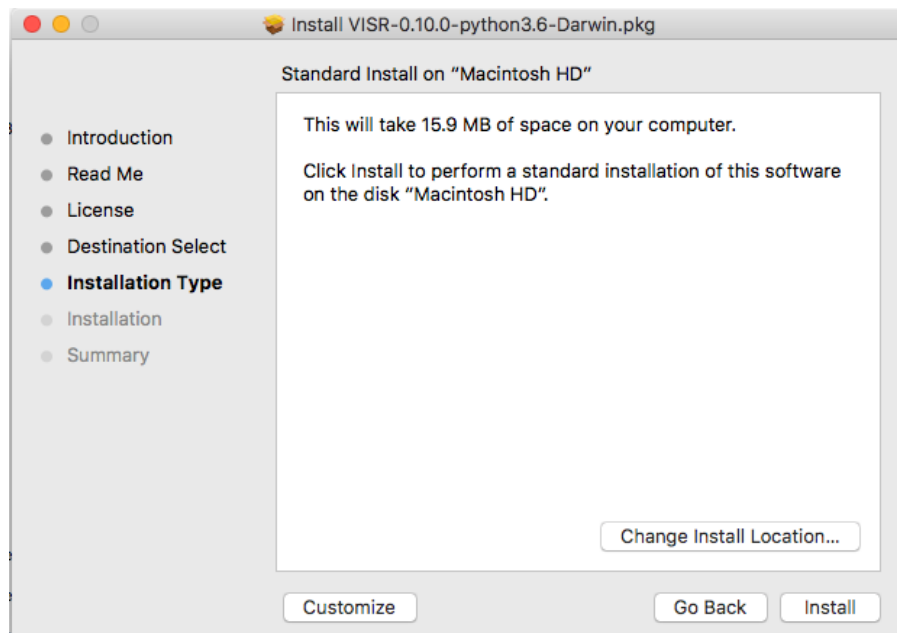 Install VISR-0.10.0-python3.6-Darwin.pkg
Standard Install on “Macintosh HD”
Introduction
Read Me
License
Destination Select
Installation Type
Installation
Summary
This will take 15.9 MB of space on your computer.
Click Install to perform a standard installation of this software
on the disk “Macintosh HD”.
Change Install Location...
Customize
Go Back
Install